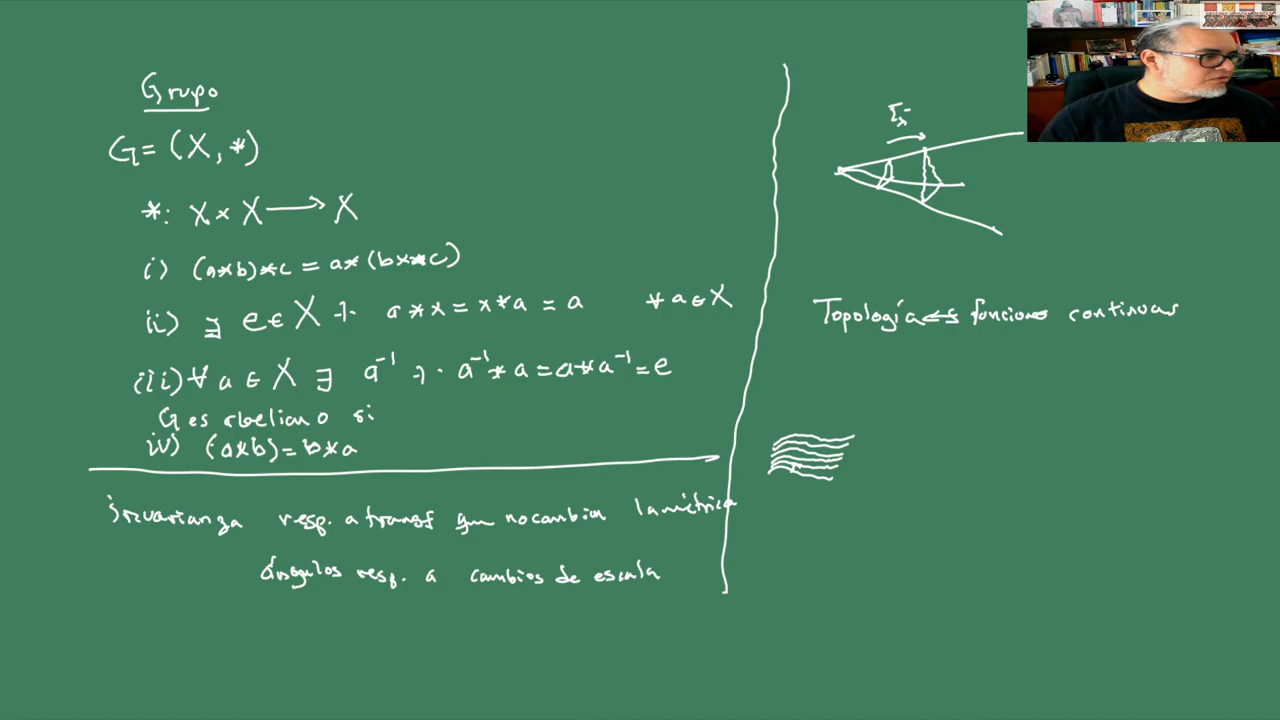 Grupo
G = (X, *)
*: X × X ⟶ X
i) (a*b)*c = a*(b**c)
ii) ∃ e ∈ X ∙⊃∙ a*x = x*a = a ∀ a ∈ X
iii) ∀ a ∈ X ∃ a⁻¹ ∙⊃∙ a⁻¹*a = a*a⁻¹ = e
G es abeliano si
iv) (a*b) = b*a
invarianza resp. a transf que no cambian la métrica
ángulos resp. a cambios de escala
Topología ⇔ funciones continuas